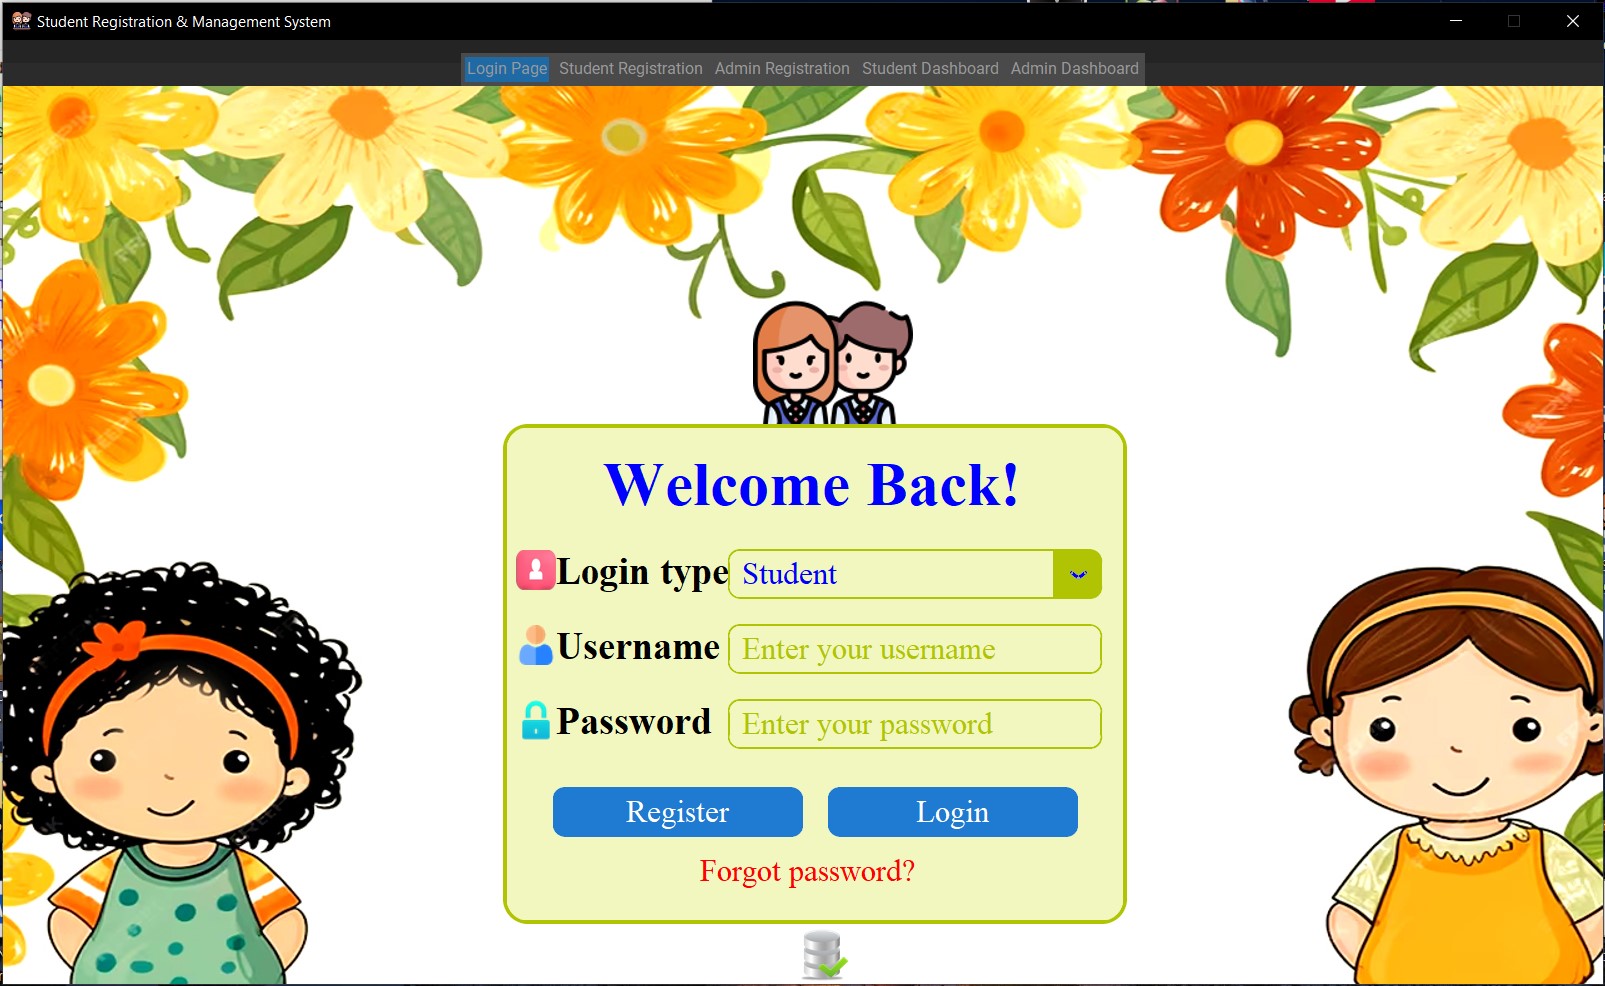 Student Registration & Management System
Login Page Student Registration Admin Registration Student Dashboard Admin Dashboard
Welcome Back!
Login type Student
Username Enter your username
Password Enter your password
Register Login
Forgot password?